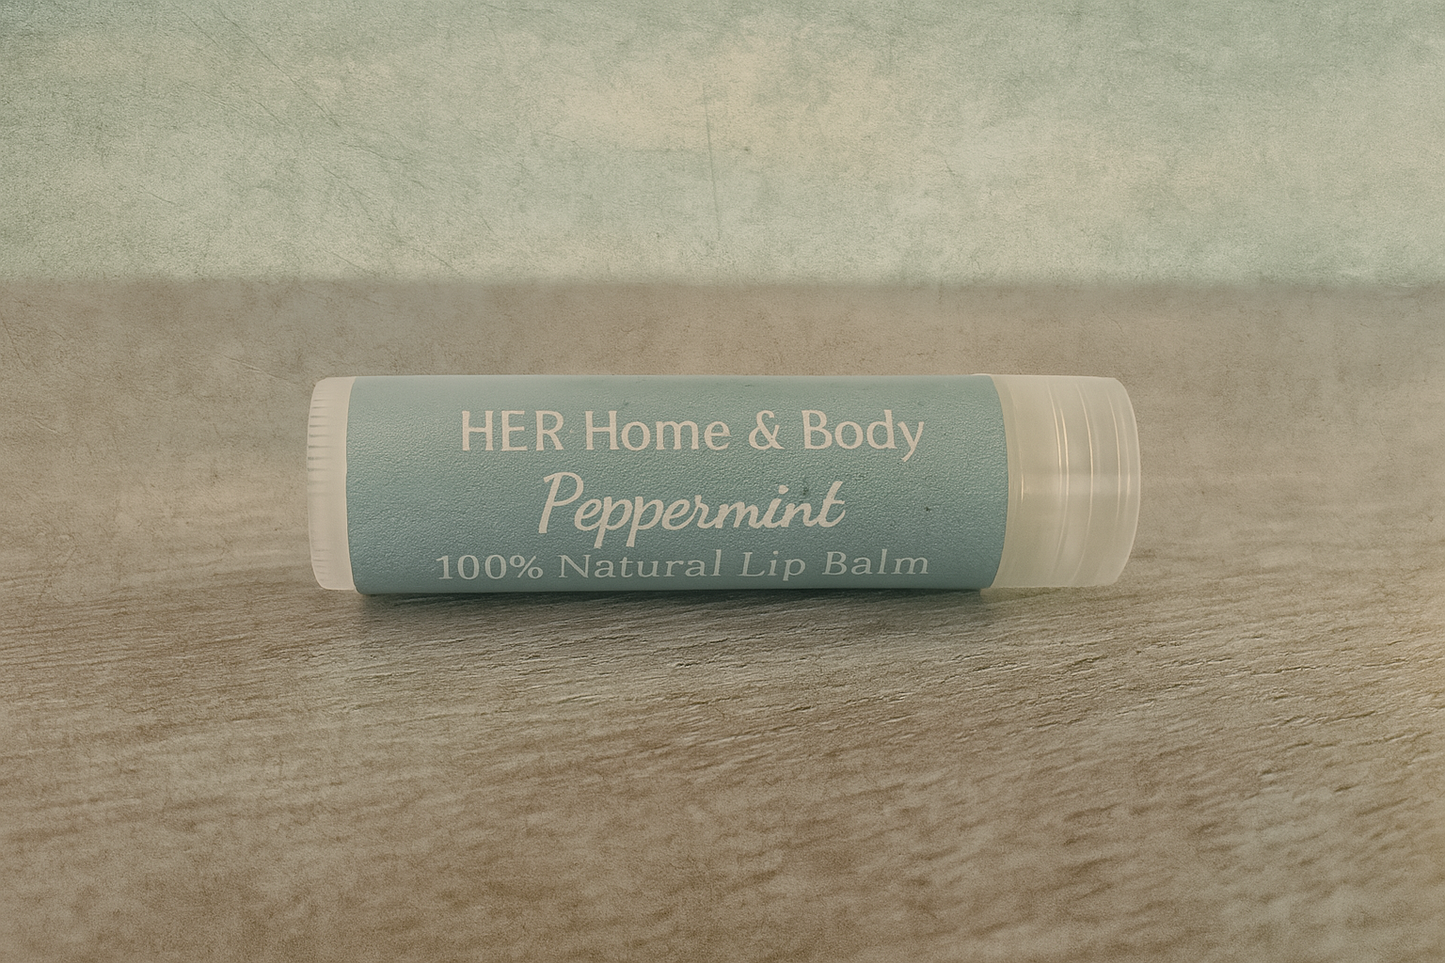 HER Home & Body
Peppermint
100% Natural Lip Balm